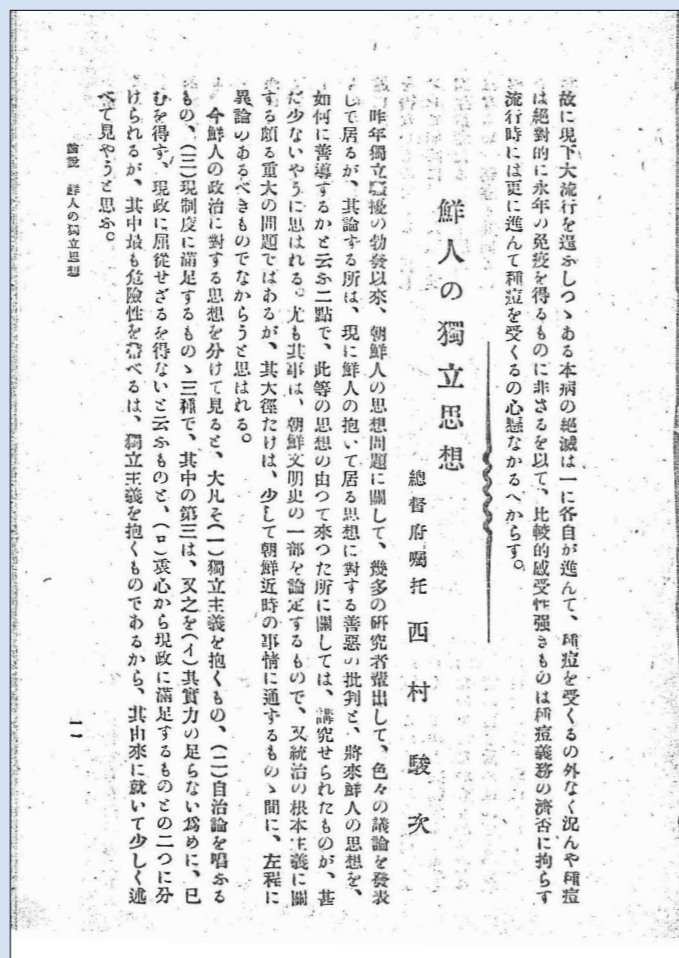 故に現下大流行を逞ふしつゝある本病の絕滅は一に各自が進んて、種痘を受くるの外なく況んや種痘
は絕對的に永年の免疫を得るものに非さるを以て、比較的感受性强きものは種痘義務の濟否に拘らす
流行時には更に進んて種痘を受くるの心懸なかるへからす。
鮮人の獨立思想
總督府囑托 西村駿次
昨年獨立騷擾の勃發以來、朝鮮人の思想問題に關して、幾多の硏究者輩出して、色々の議論を發表
して居るが、其論する所は、現に鮮人の抱いて居る思想に對する善惡の批判と、將來鮮人の思想を、
如何に善導するかと云ふ二點で、此等の思想の由つて來つた所に關しては、講究せられたものが、甚
だ少ないやうに思はれる。尤も其事は、朝鮮文明史の一部を論定するもので、又統治の根本主義に關
する頗る重大の問題ではあるが、其大徑たけは、少して朝鮮近時の事情に通するものゝ間に、左程に
異論のあるべきものでなからうと思はれる。
今鮮人の政治に對する思想を分けて見ると、大凡そ(一)獨立主義を抱くもの、(二)自治論を唱ふる
もの、(三)現制度に滿足するものゝ三種で、其中の第三は、又之を(イ)其實力の足らない爲めに、已
むを得す、現政に屈從せざるを得ないと云ふものと、(ロ)衷心から現政に滿足するものとの二つに分
けられるが、其中最も危險性を帶べるは、獨立主義を抱くものであるから、其由來に就いて少しく述
べて見やうと思ふ。
論說 鮮人の獨立思想
一一